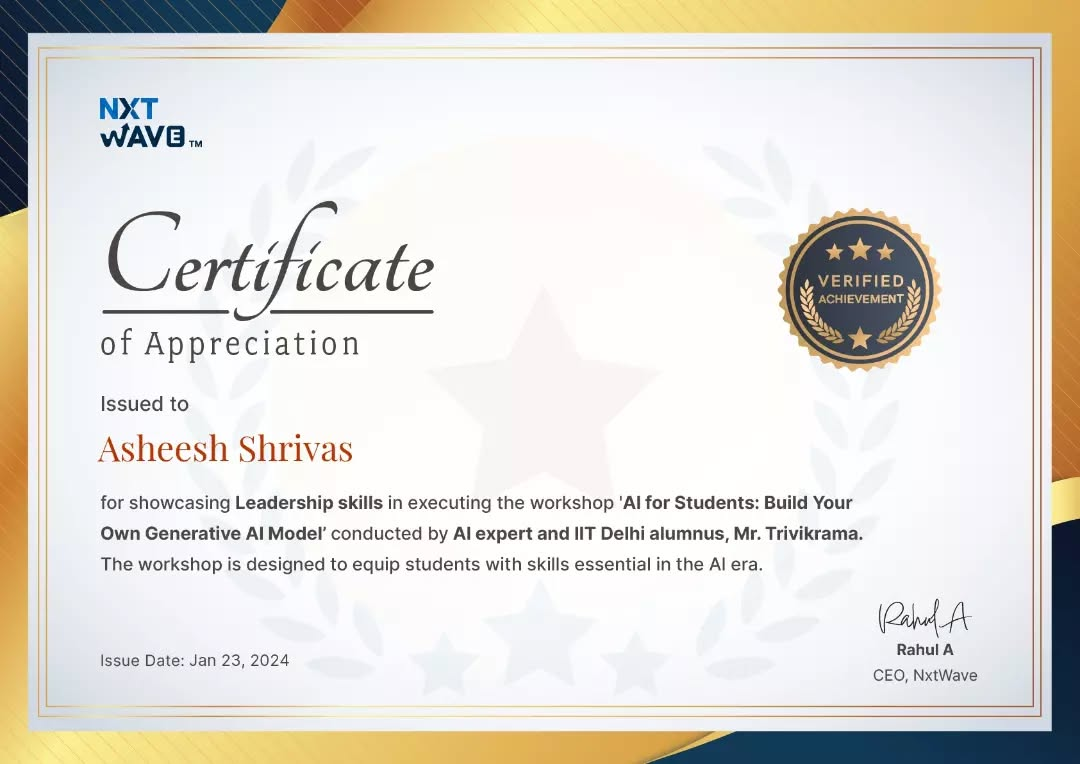 NXT
WAVE™
Certificate
of Appreciation
VERIFIED
ACHIEVEMENT
Issued to
Asheesh Shrivas
for showcasing Leadership skills in executing the workshop 'AI for Students: Build Your
Own Generative AI Model’ conducted by AI expert and IIT Delhi alumnus, Mr. Trivikrama.
The workshop is designed to equip students with skills essential in the AI era.
Issue Date: Jan 23, 2024
Rahul A
Rahul A
CEO, NxtWave